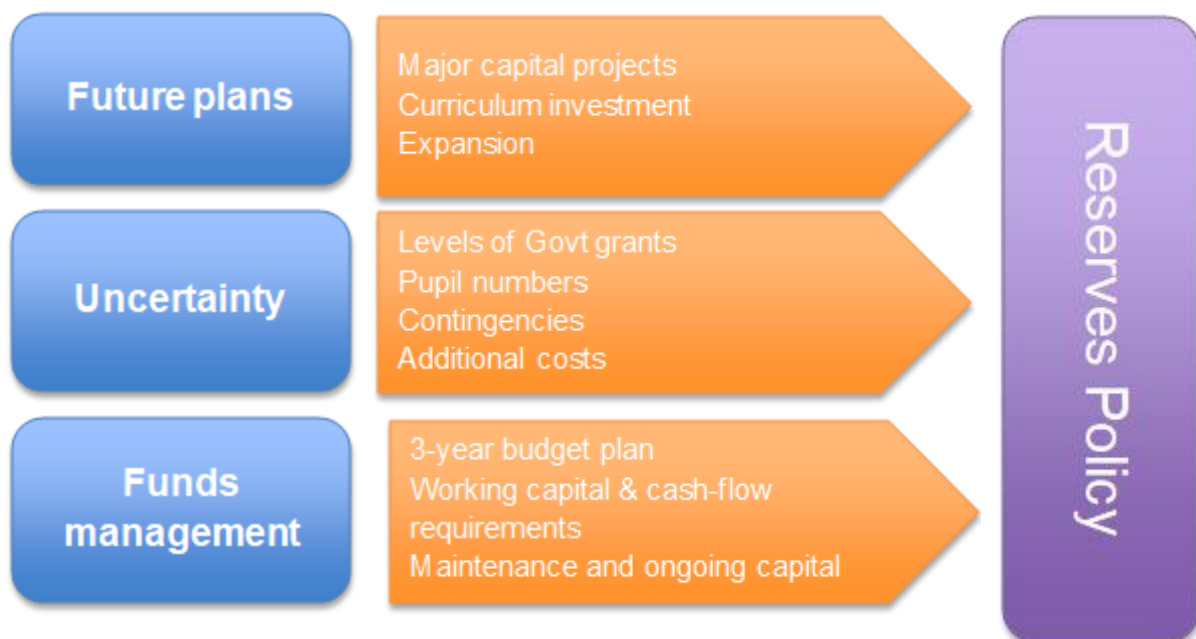 Future plans
Major capital projects
Curriculum investment
Expansion
Uncertainty
Levels of Govt grants
Pupil numbers
Contingencies
Additional costs
Funds
management
3-year budget plan
Working capital & cash-flow
requirements
Maintenance and ongoing capital
Reserves Policy